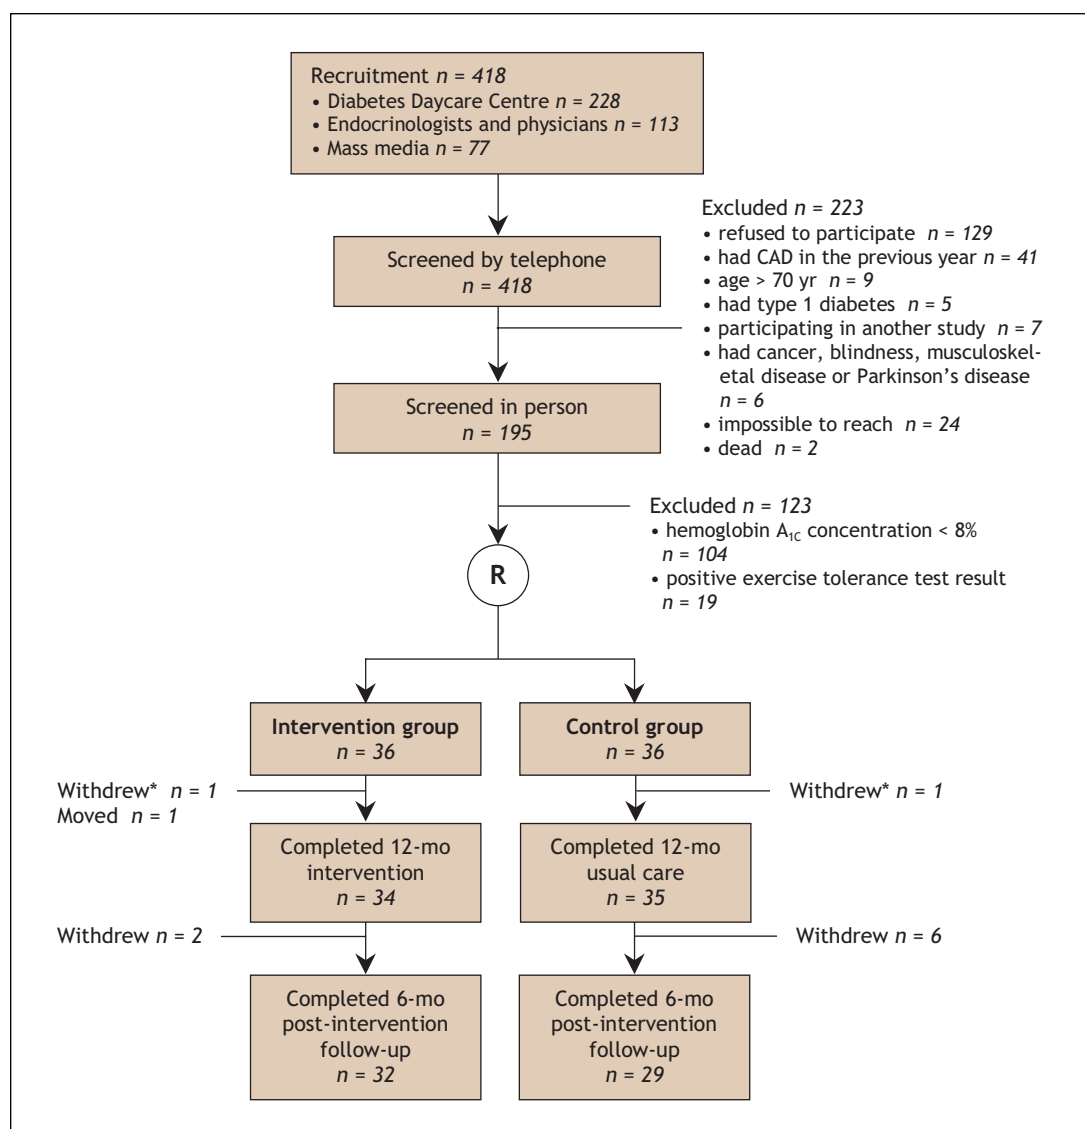 Recruitment n = 418
• Diabetes Daycare Centre n = 228
• Endocrinologists and physicians n = 113
• Mass media n = 77
Screened by telephone
n = 418
Excluded n = 223
• refused to participate n = 129
• had CAD in the previous year n = 41
• age > 70 yr n = 9
• had type 1 diabetes n = 5
• participating in another study n = 7
• had cancer, blindness, musculoskel-
etal disease or Parkinson's disease
n = 6
• impossible to reach n = 24
• dead n = 2
Screened in person
n = 195
Excluded n = 123
• hemoglobin A1C concentration < 8%
n = 104
• positive exercise tolerance test result
n = 19
R
Intervention group
n = 36
Control group
n = 36
Withdrew* n = 1
Moved n = 1
Withdrew* n = 1
Completed 12-mo
intervention
n = 34
Completed 12-mo
usual care
n = 35
Withdrew n = 2
Withdrew n = 6
Completed 6-mo
post-intervention
follow-up
n = 32
Completed 6-mo
post-intervention
follow-up
n = 29